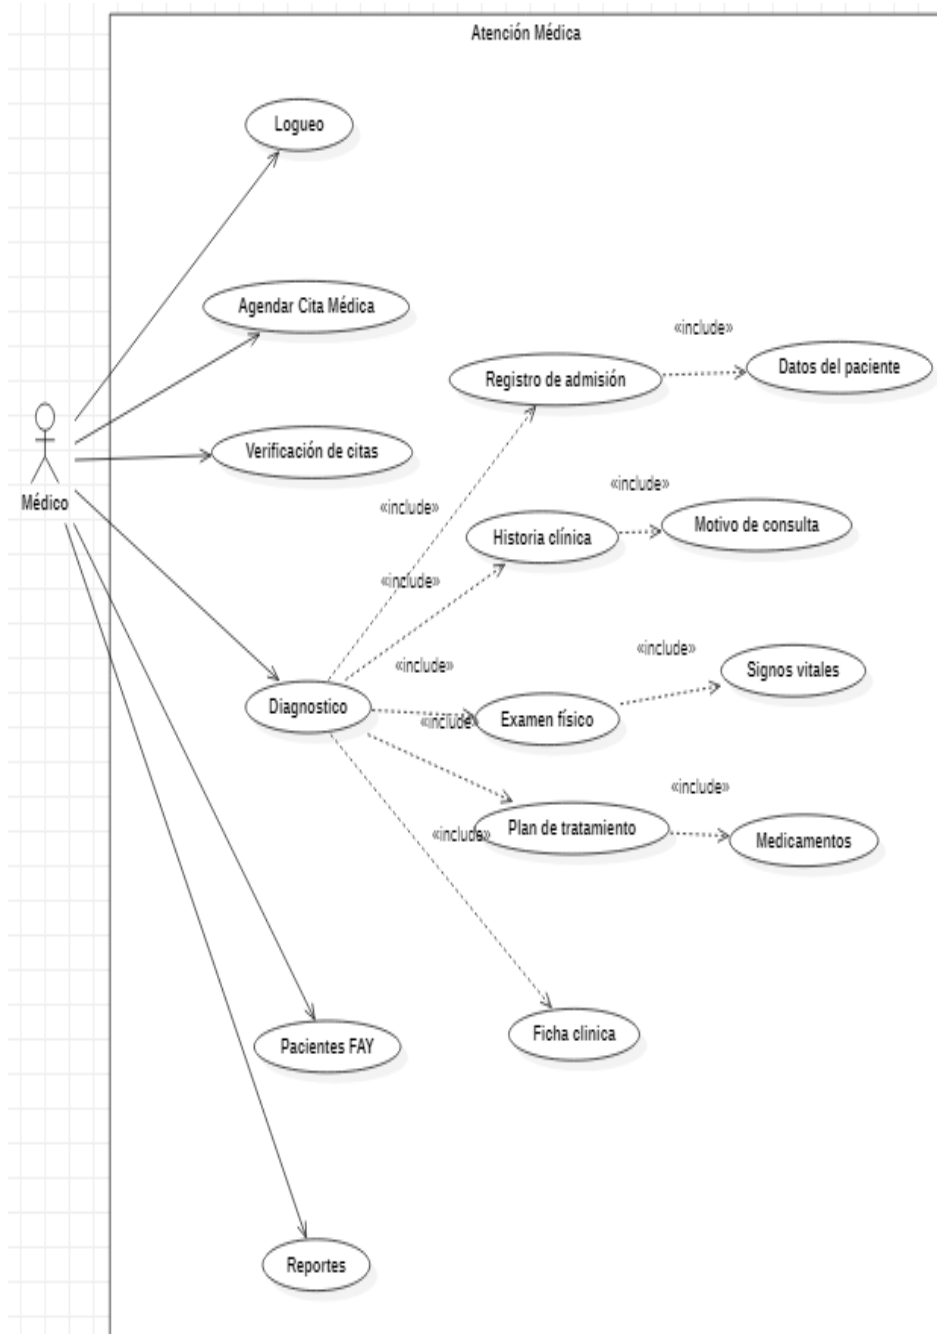 Atención Médica
Logueo
Agendar Cita Médica
«include»
Registro de admisión
Datos del paciente
Verificación de citas
Médico
«include»
«include»
Historia clínica
Motivo de consulta
«include»
«include»
«include»
Signos vitales
Diagnostico
«include»
Examen físico
«include»
«include»
Plan de tratamiento
Medicamentos
Ficha clinica
Pacientes FAY
Reportes